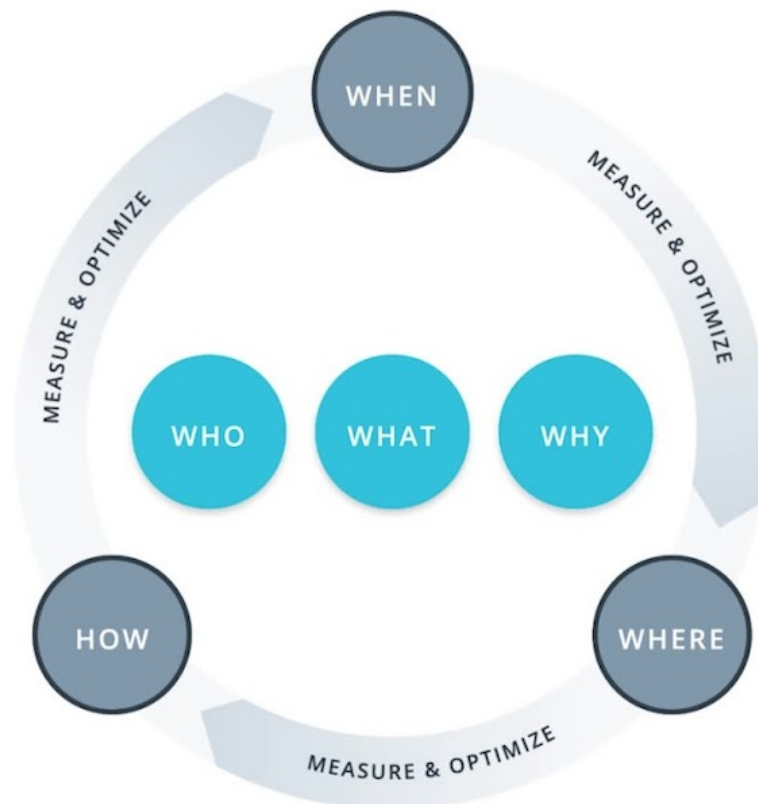 WHEN
MEASURE & OPTIMIZE
MEASURE & OPTIMIZE
WHO
WHAT
WHY
HOW
WHERE
MEASURE & OPTIMIZE